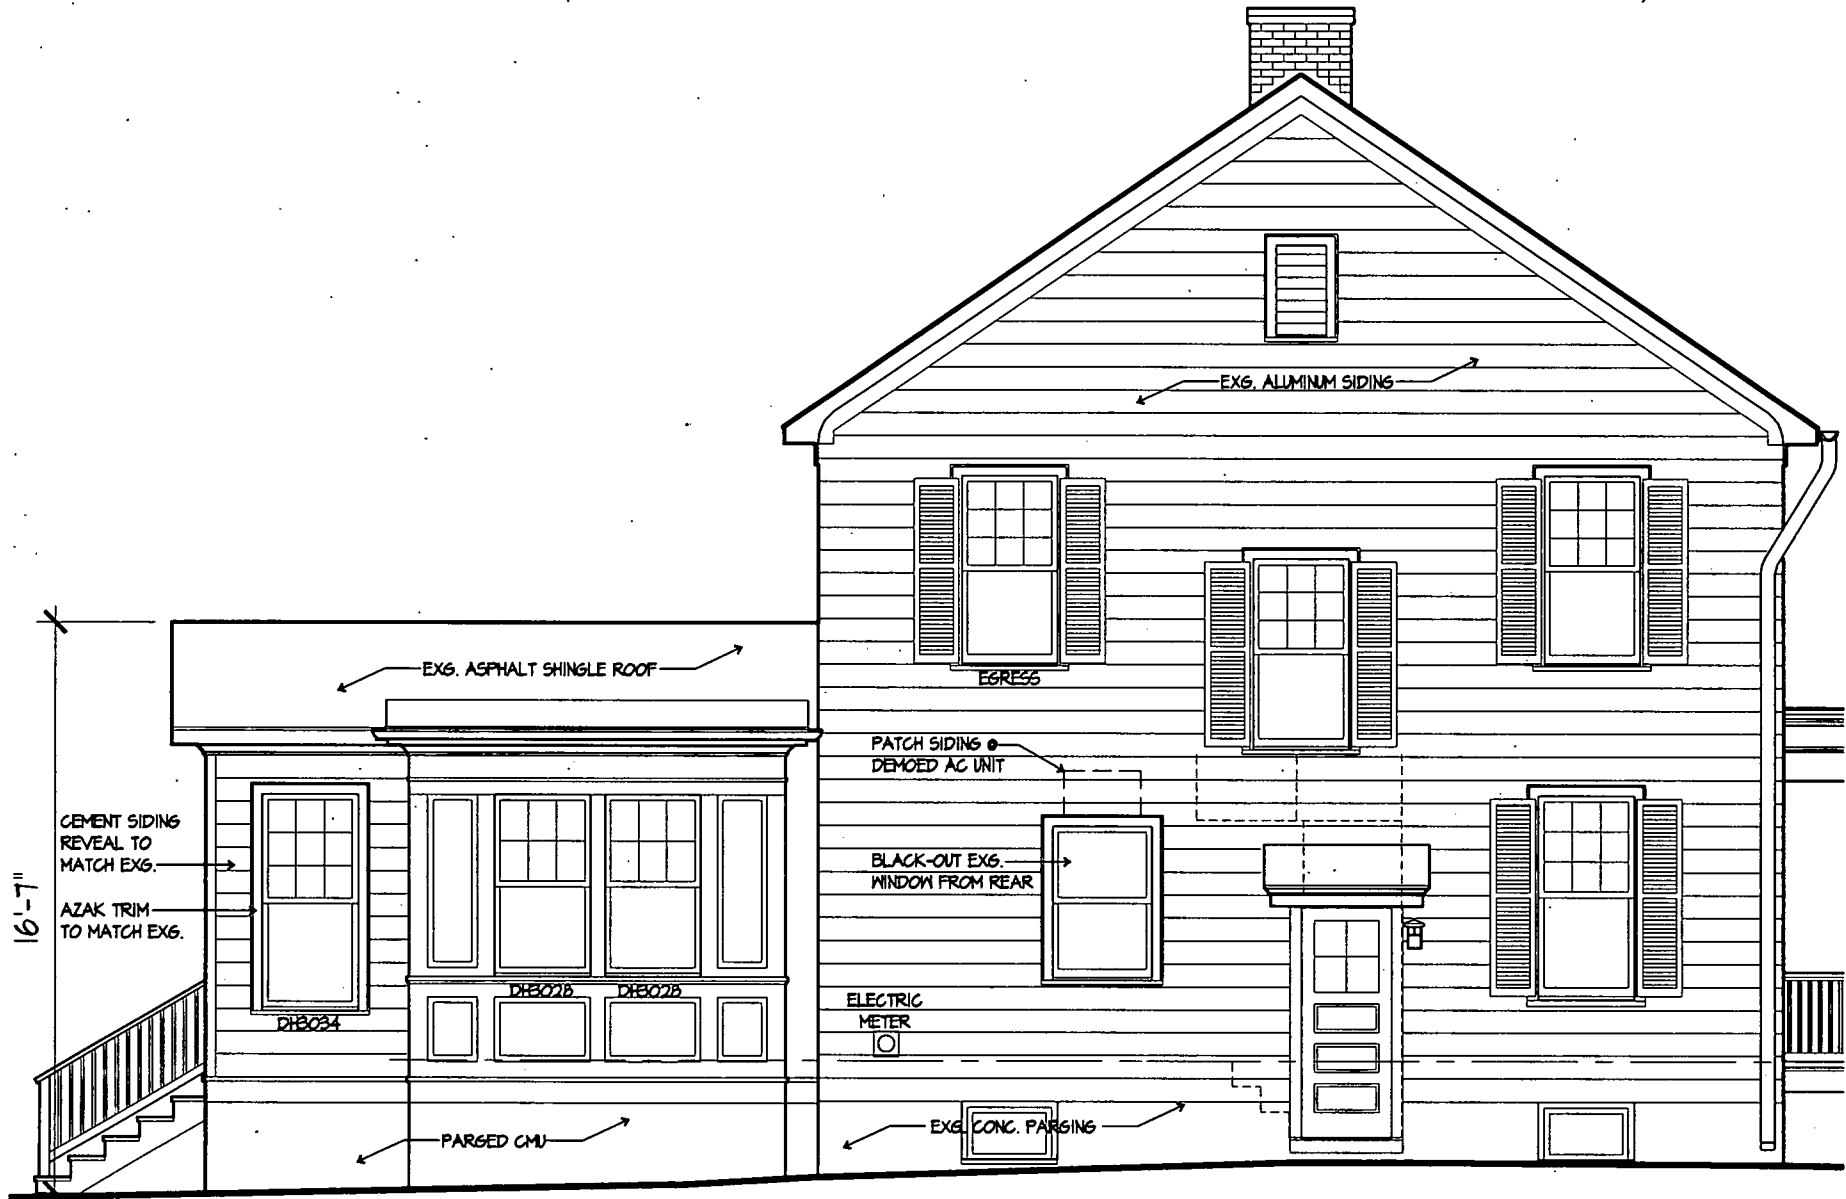 EXG. ALUMINUM SIDING
EXG. ASPHALT SHINGLE ROOF
EGRESS
PATCH SIDING @
DEMOED AC UNIT
CEMENT SIDING
REVEAL TO
MATCH EXG.
BLACK-OUT EXG.
WINDOW FROM REAR
16'-7"
AZAK TRIM
TO MATCH EXG.
DH3028
DH3028
DH3034
ELECTRIC
METER
PARGED CMU
EXG. CONC. PARGING